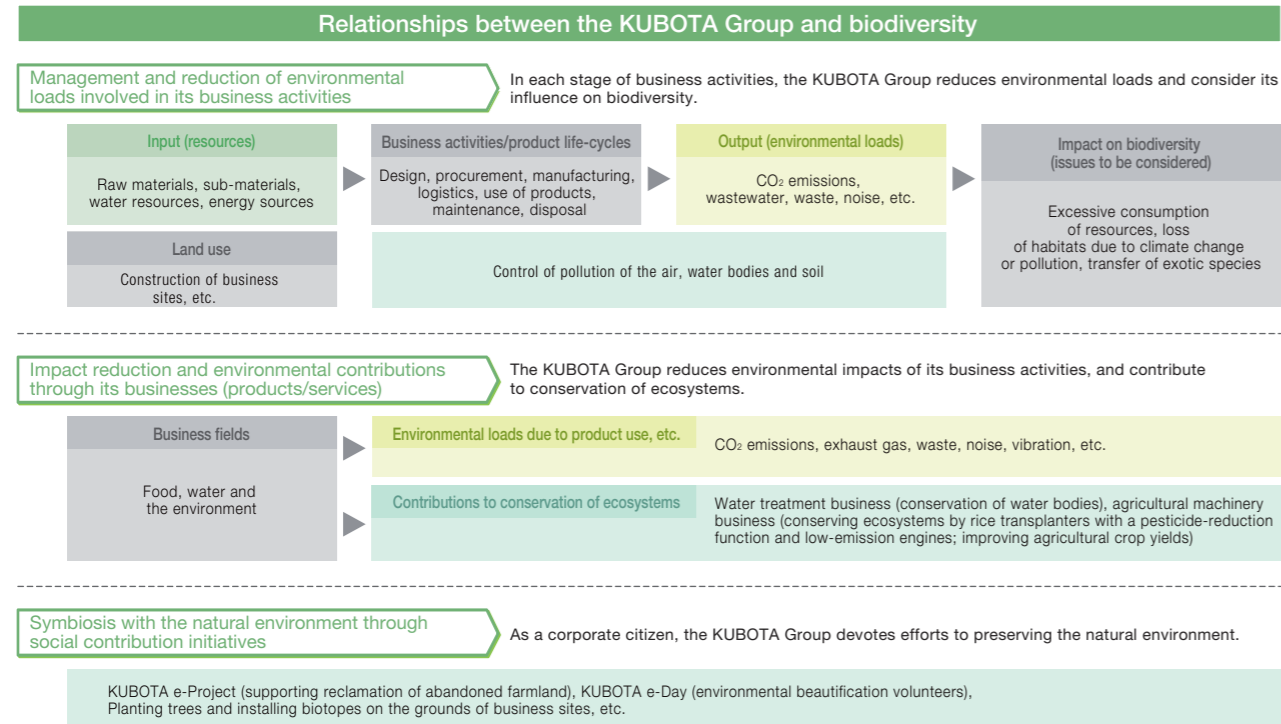 Relationships between the KUBOTA Group and biodiversity
Management and reduction of environmental
loads involved in its business activities
In each stage of business activities, the KUBOTA Group reduces environmental loads and consider its
influence on biodiversity.
Input (resources)
Raw materials, sub-materials,
water resources, energy sources
Land use
Construction of business
sites, etc.
Business activities/product life-cycles
Design, procurement, manufacturing,
logistics, use of products,
maintenance, disposal
Output (environmental loads)
CO₂ emissions,
wastewater, waste, noise, etc.
Control of pollution of the air, water bodies and soil
Impact on biodiversity
(issues to be considered)
Excessive consumption
of resources, loss
of habitats due to climate change
or pollution, transfer of exotic species
Impact reduction and environmental contributions
through its businesses (products/services)
The KUBOTA Group reduces environmental impacts of its business activities, and contribute
to conservation of ecosystems.
Business fields
Food, water and
the environment
Environmental loads due to product use, etc.
CO₂ emissions, exhaust gas, waste, noise, vibration, etc.
Contributions to conservation of ecosystems
Water treatment business (conservation of water bodies), agricultural machinery
business (conserving ecosystems by rice transplanters with a pesticide-reduction
function and low-emission engines; improving agricultural crop yields)
Symbiosis with the natural environment through
social contribution initiatives
As a corporate citizen, the KUBOTA Group devotes efforts to preserving the natural environment.
KUBOTA e-Project (supporting reclamation of abandoned farmland), KUBOTA e-Day (environmental beautification volunteers),
Planting trees and installing biotopes on the grounds of business sites, etc.